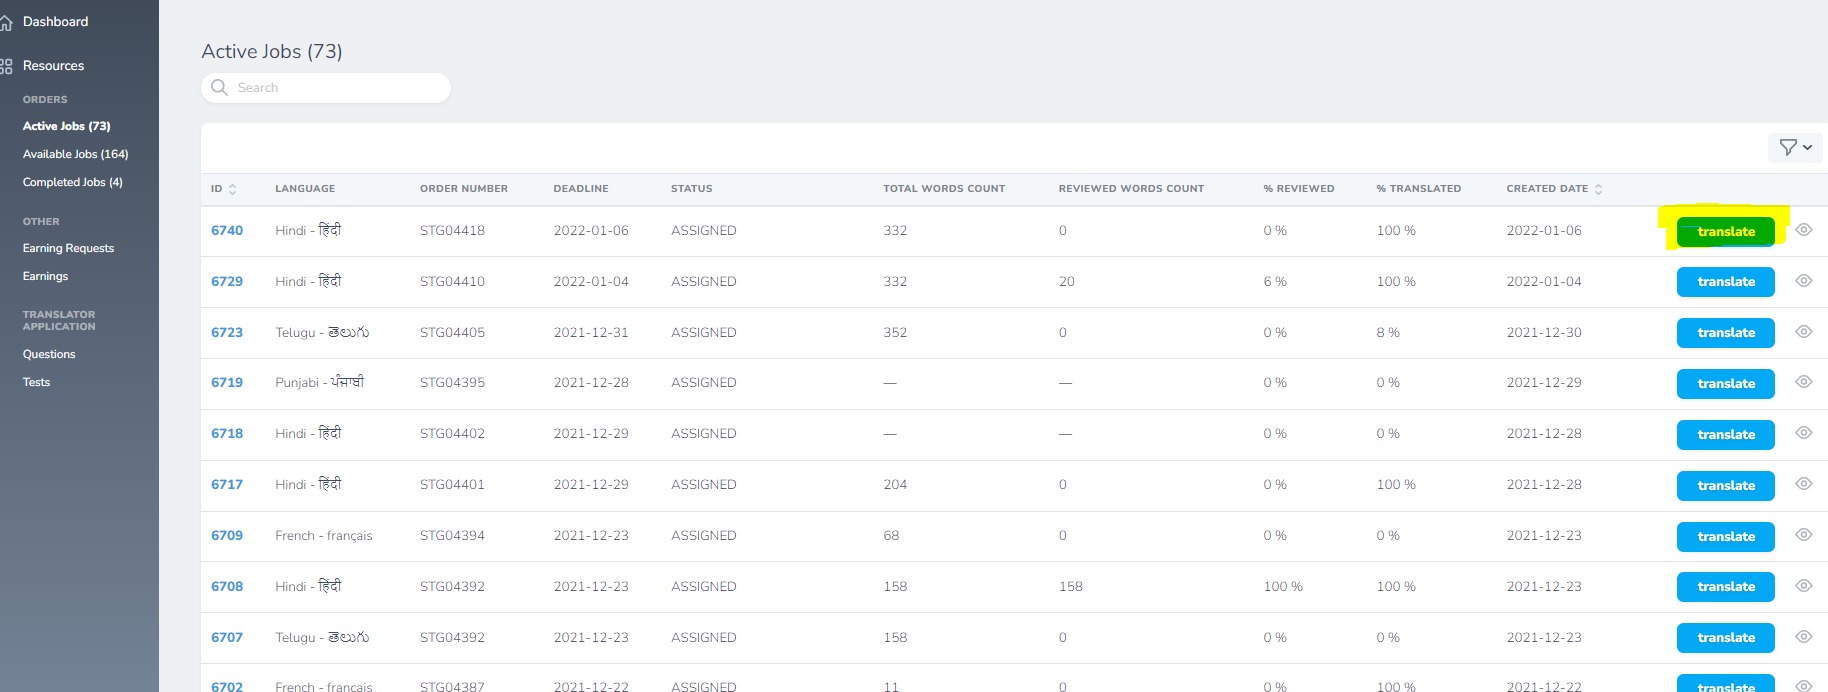 Dashboard
Resources
ORDERS
Active Jobs (73)
Available Jobs (164)
Completed Jobs (4)
OTHER
Earning Requests
Earnings
TRANSLATOR
APPLICATION
Questions
Tests
Active Jobs (73)
Search
ID LANGUAGE ORDER NUMBER DEADLINE STATUS TOTAL WORDS COUNT REVIEWED WORDS COUNT % REVIEWED % TRANSLATED CREATED DATE
6740 Hindi - हिंदी STG04418 2022-01-06 ASSIGNED 332 0 0 % 100 % 2022-01-06 translate
6729 Hindi - हिंदी STG04410 2022-01-04 ASSIGNED 332 20 6 % 100 % 2022-01-04 translate
6723 Telugu - తెలుగు STG04405 2021-12-31 ASSIGNED 352 0 0 % 8 % 2021-12-30 translate
6719 Punjabi - ਪੰਜਾਬੀ STG04395 2021-12-28 ASSIGNED — — 0 % 0 % 2021-12-29 translate
6718 Hindi - हिंदी STG04402 2021-12-29 ASSIGNED — — 0 % 0 % 2021-12-28 translate
6717 Hindi - हिंदी STG04401 2021-12-29 ASSIGNED 204 0 0 % 100 % 2021-12-28 translate
6709 French - français STG04394 2021-12-23 ASSIGNED 68 0 0 % 0 % 2021-12-23 translate
6708 Hindi - हिंदी STG04392 2021-12-23 ASSIGNED 158 158 100 % 100 % 2021-12-23 translate
6707 Telugu - తెలుగు STG04392 2021-12-23 ASSIGNED 158 0 0 % 0 % 2021-12-23 translate
6702 French - français STG04387 2021-12-22 ASSIGNED 11 0 0 % 100 % 2021-12-22 translate